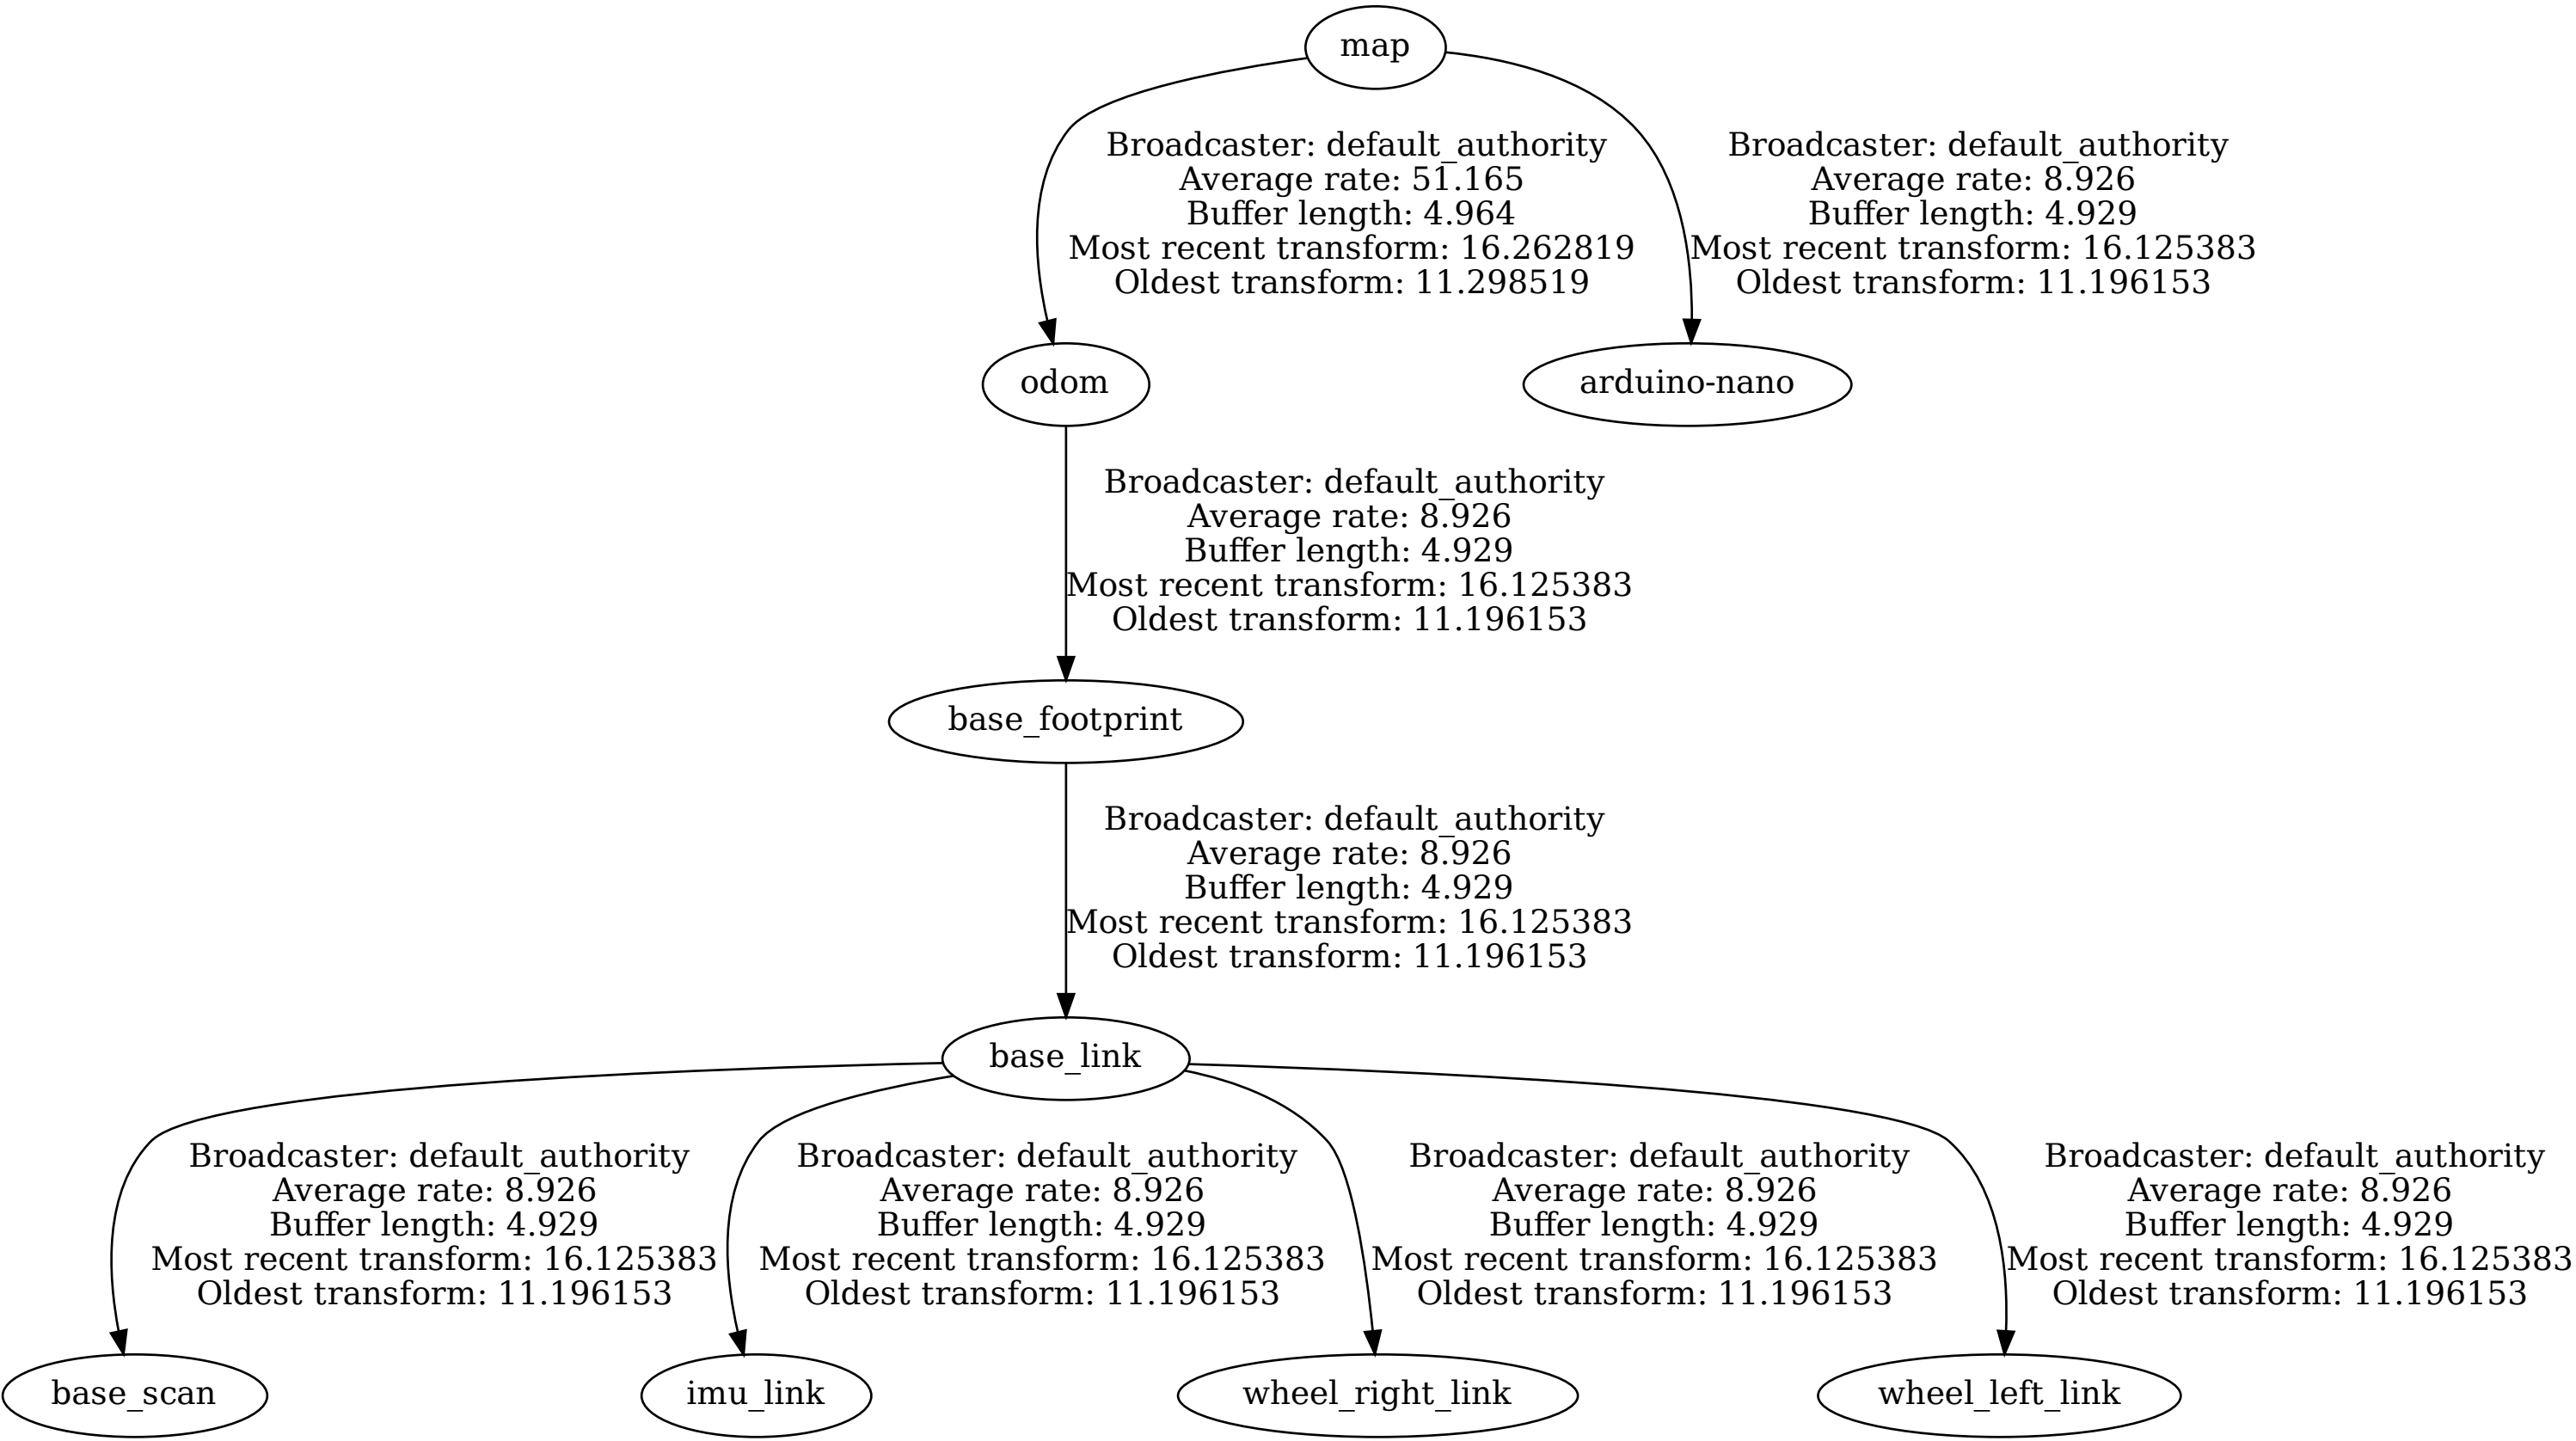 map
Broadcaster: default_authority
Average rate: 51.165
Buffer length: 4.964
Most recent transform: 16.262819
Oldest transform: 11.298519
Broadcaster: default_authority
Average rate: 8.926
Buffer length: 4.929
Most recent transform: 16.125383
Oldest transform: 11.196153
odom
arduino-nano
Broadcaster: default_authority
Average rate: 8.926
Buffer length: 4.929
Most recent transform: 16.125383
Oldest transform: 11.196153
base_footprint
Broadcaster: default_authority
Average rate: 8.926
Buffer length: 4.929
Most recent transform: 16.125383
Oldest transform: 11.196153
base_link
Broadcaster: default_authority
Average rate: 8.926
Buffer length: 4.929
Most recent transform: 16.125383
Oldest transform: 11.196153
Broadcaster: default_authority
Average rate: 8.926
Buffer length: 4.929
Most recent transform: 16.125383
Oldest transform: 11.196153
Broadcaster: default_authority
Average rate: 8.926
Buffer length: 4.929
Most recent transform: 16.125383
Oldest transform: 11.196153
Broadcaster: default_authority
Average rate: 8.926
Buffer length: 4.929
Most recent transform: 16.125383
Oldest transform: 11.196153
base_scan
imu_link
wheel_right_link
wheel_left_link